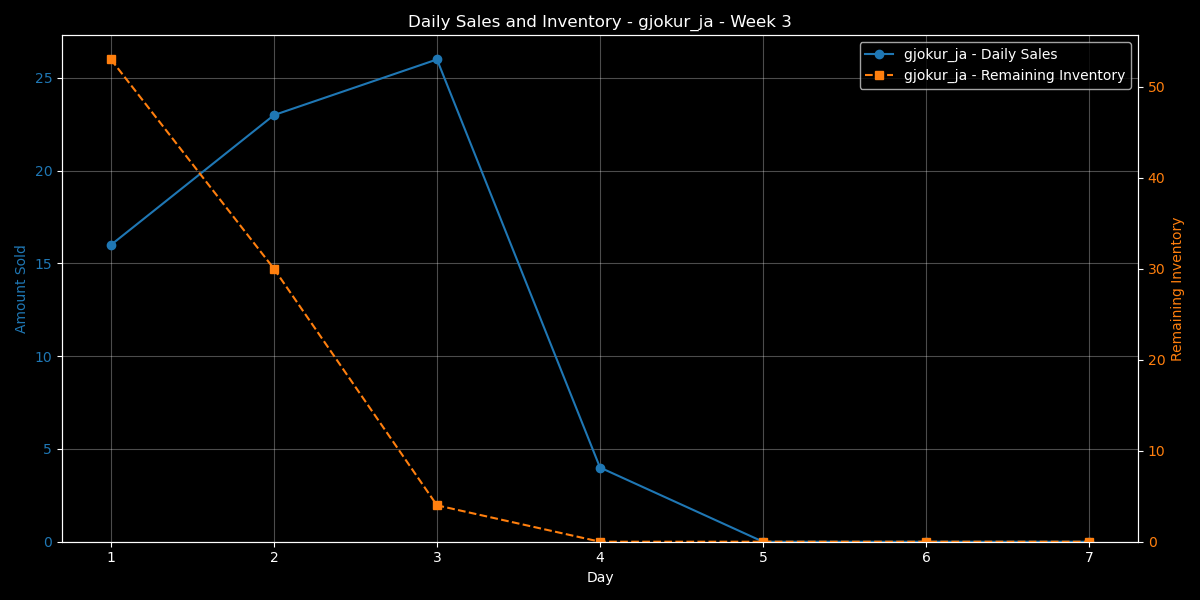 Daily Sales and Inventory - gjokur_ja - Week 3
gjokur_ja - Daily Sales
gjokur_ja - Remaining Inventory
Amount Sold
25
20
15
10
5
0
Remaining Inventory
50
40
30
20
10
0
1 2 3 4 5 6 7
Day